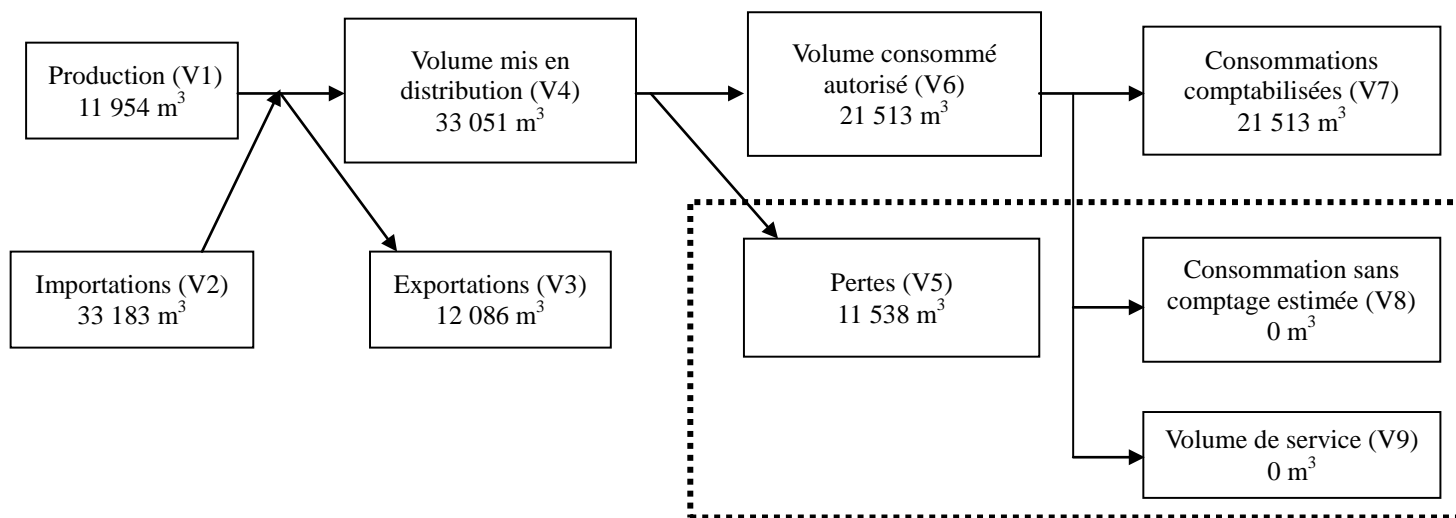 Production (V1)
11 954 m³
Volume mis en
distribution (V4)
33 051 m³
Volume consommé
autorisé (V6)
21 513 m³
Consommations
comptabilisées (V7)
21 513 m³
Importations (V2)
33 183 m³
Exportations (V3)
12 086 m³
Pertes (V5)
11 538 m³
Consommation sans
comptage estimée (V8)
0 m³
Volume de service (V9)
0 m³